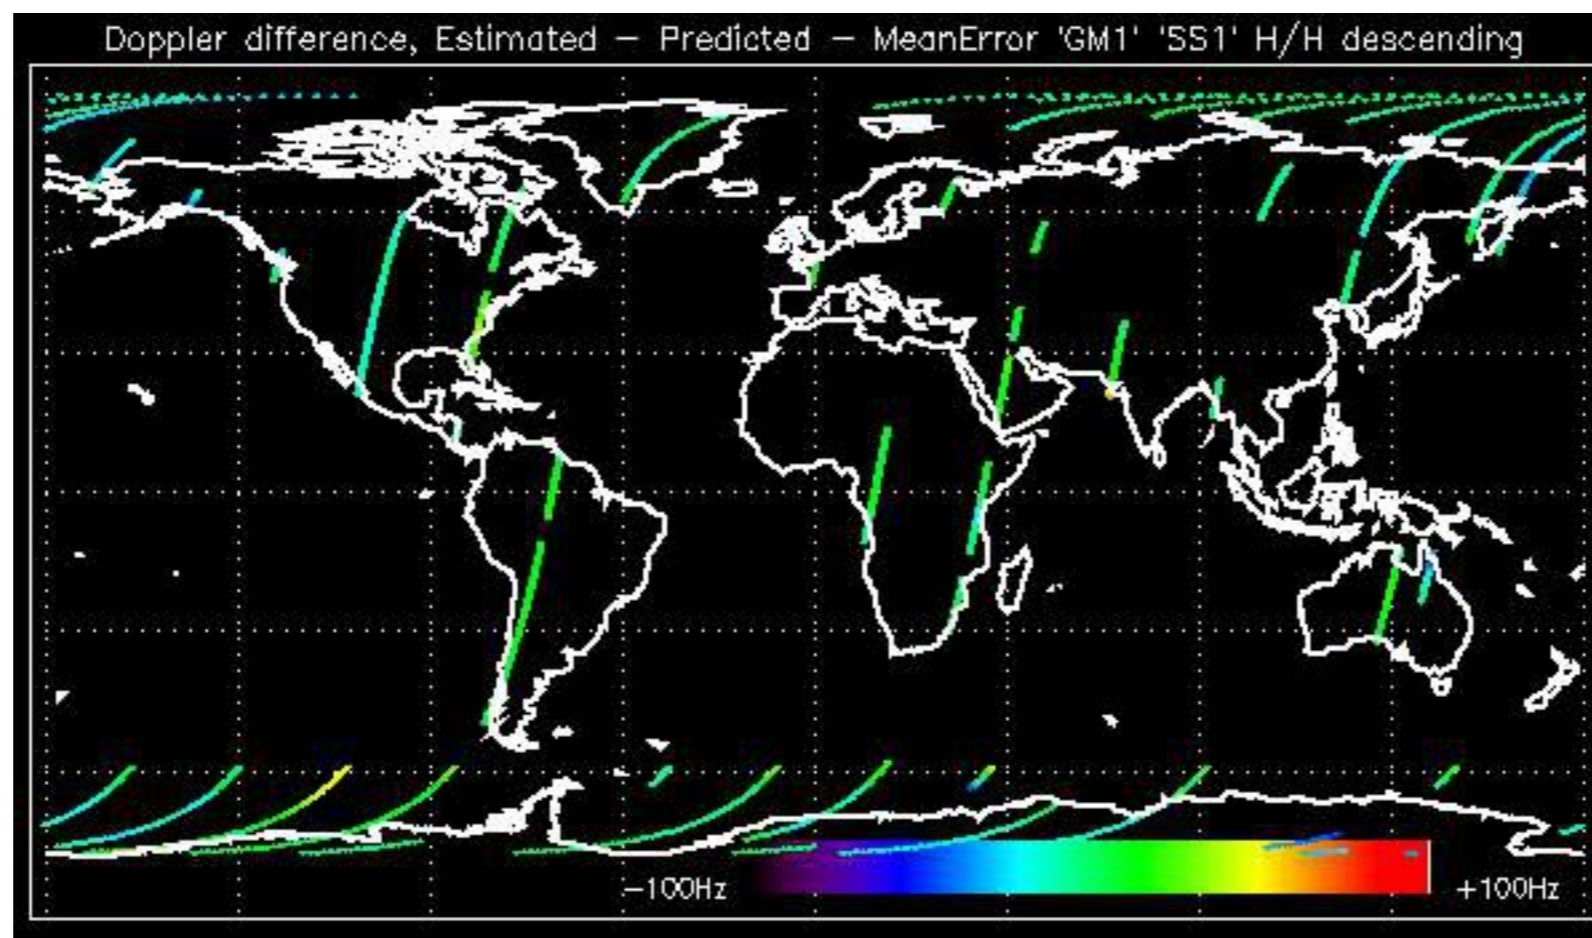 Doppler difference, Estimated – Predicted – MeanError 'GM1' 'SS1' H/H descending
–100Hz +100Hz